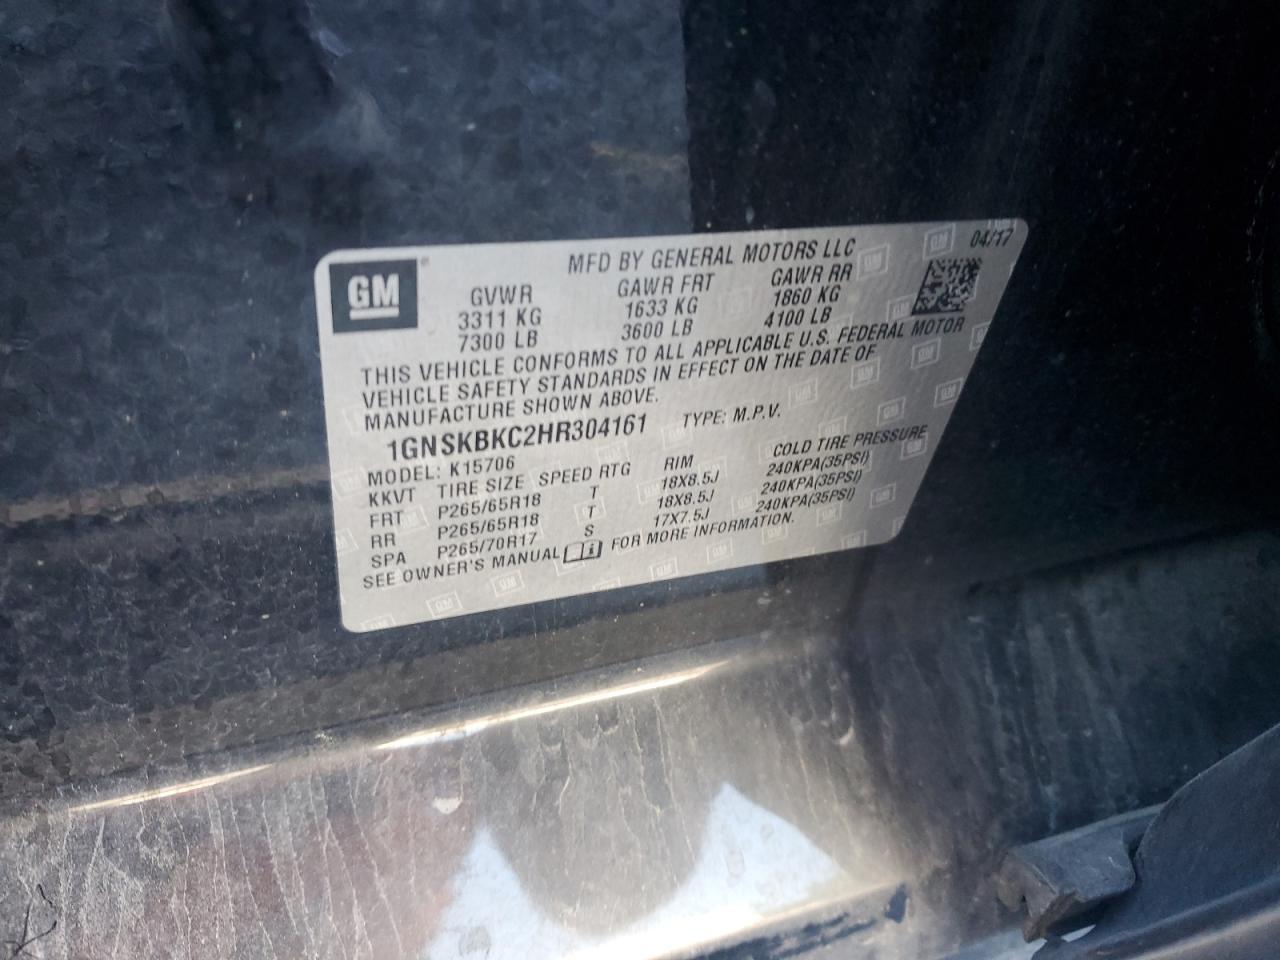 MFD BY GENERAL MOTORS LLC 04/17
GM®
GVWR GAWR FRT GAWR RR
3311 KG 1633 KG 1860 KG
7300 LB 3600 LB 4100 LB
THIS VEHICLE CONFORMS TO ALL APPLICABLE U.S. FEDERAL MOTOR
VEHICLE SAFETY STANDARDS IN EFFECT ON THE DATE OF
MANUFACTURE SHOWN ABOVE.
1GNSKBKC2HR304161 TYPE: M.P.V.
MODEL: K15706
KKVT TIRE SIZE SPEED RTG RIM COLD TIRE PRESSURE
FRT P265/65R18 T 18X8.5J 240KPA(35PSI)
RR P265/65R18 T 18X8.5J 240KPA(35PSI)
SPA P265/70R17 S 17X7.5J 240KPA(35PSI)
SEE OWNER'S MANUAL i FOR MORE INFORMATION.